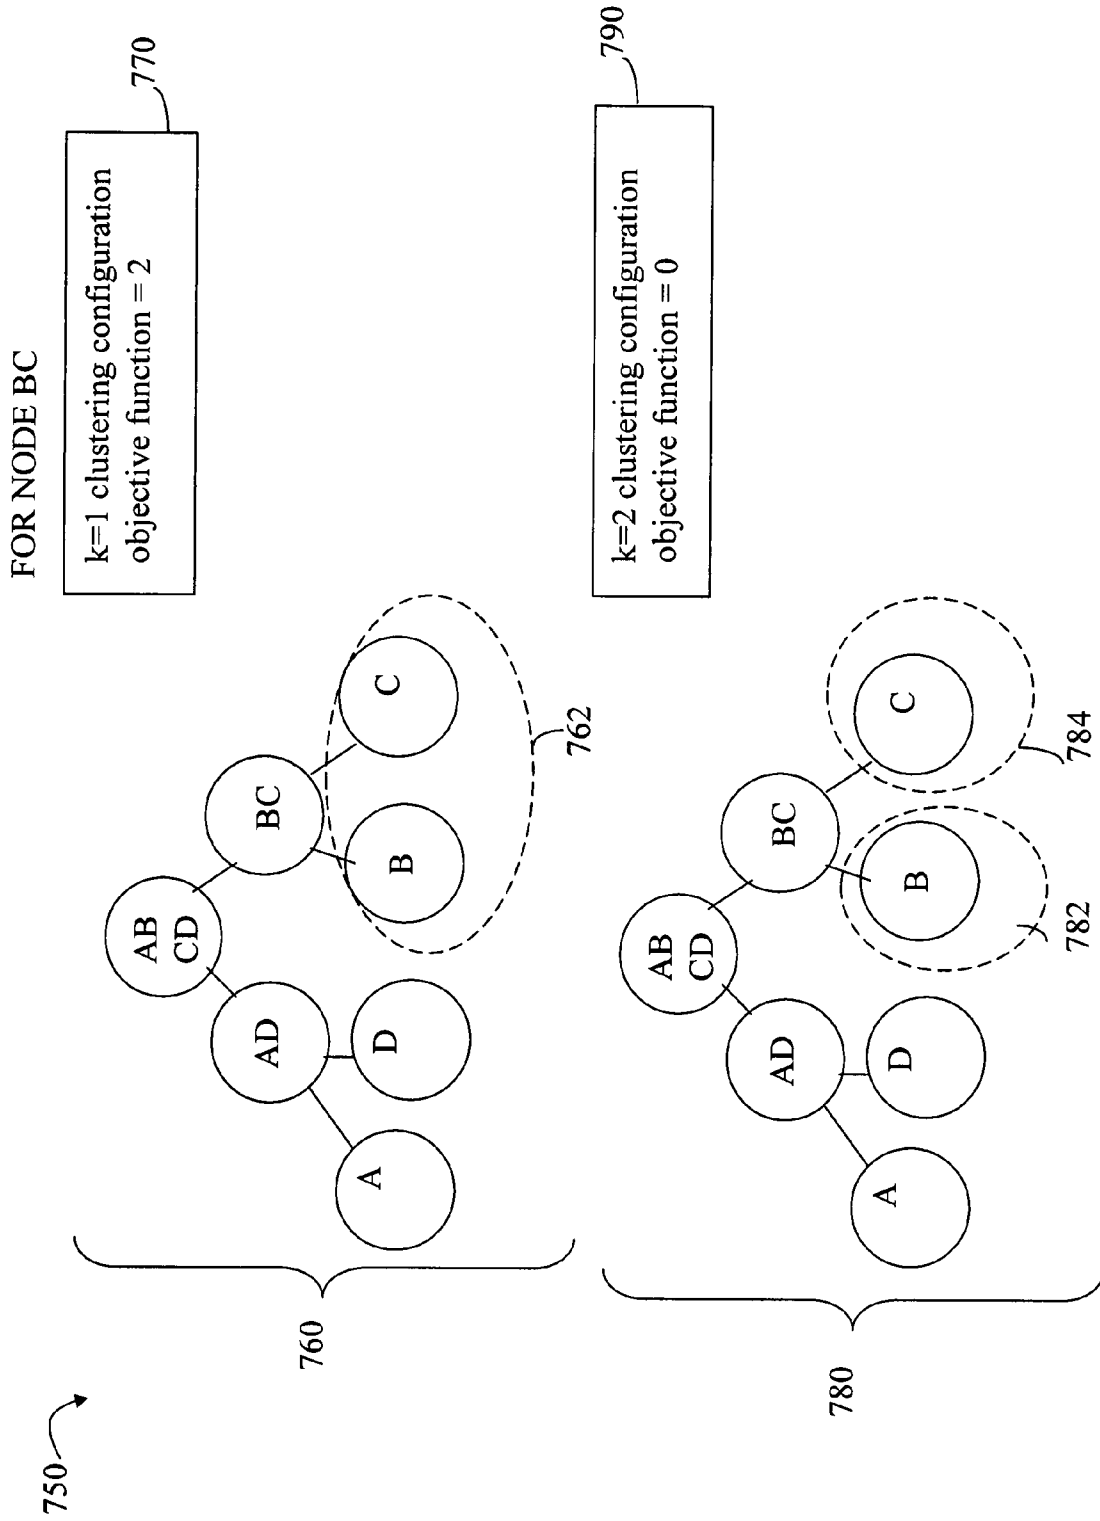 750
FOR NODE BC
760
AB
CD
AD
BC
A
D
B
C
762
k=1 clustering configuration
objective function = 2
770
780
AB
CD
AD
BC
A
D
B
C
782
784
k=2 clustering configuration
objective function = 0
790